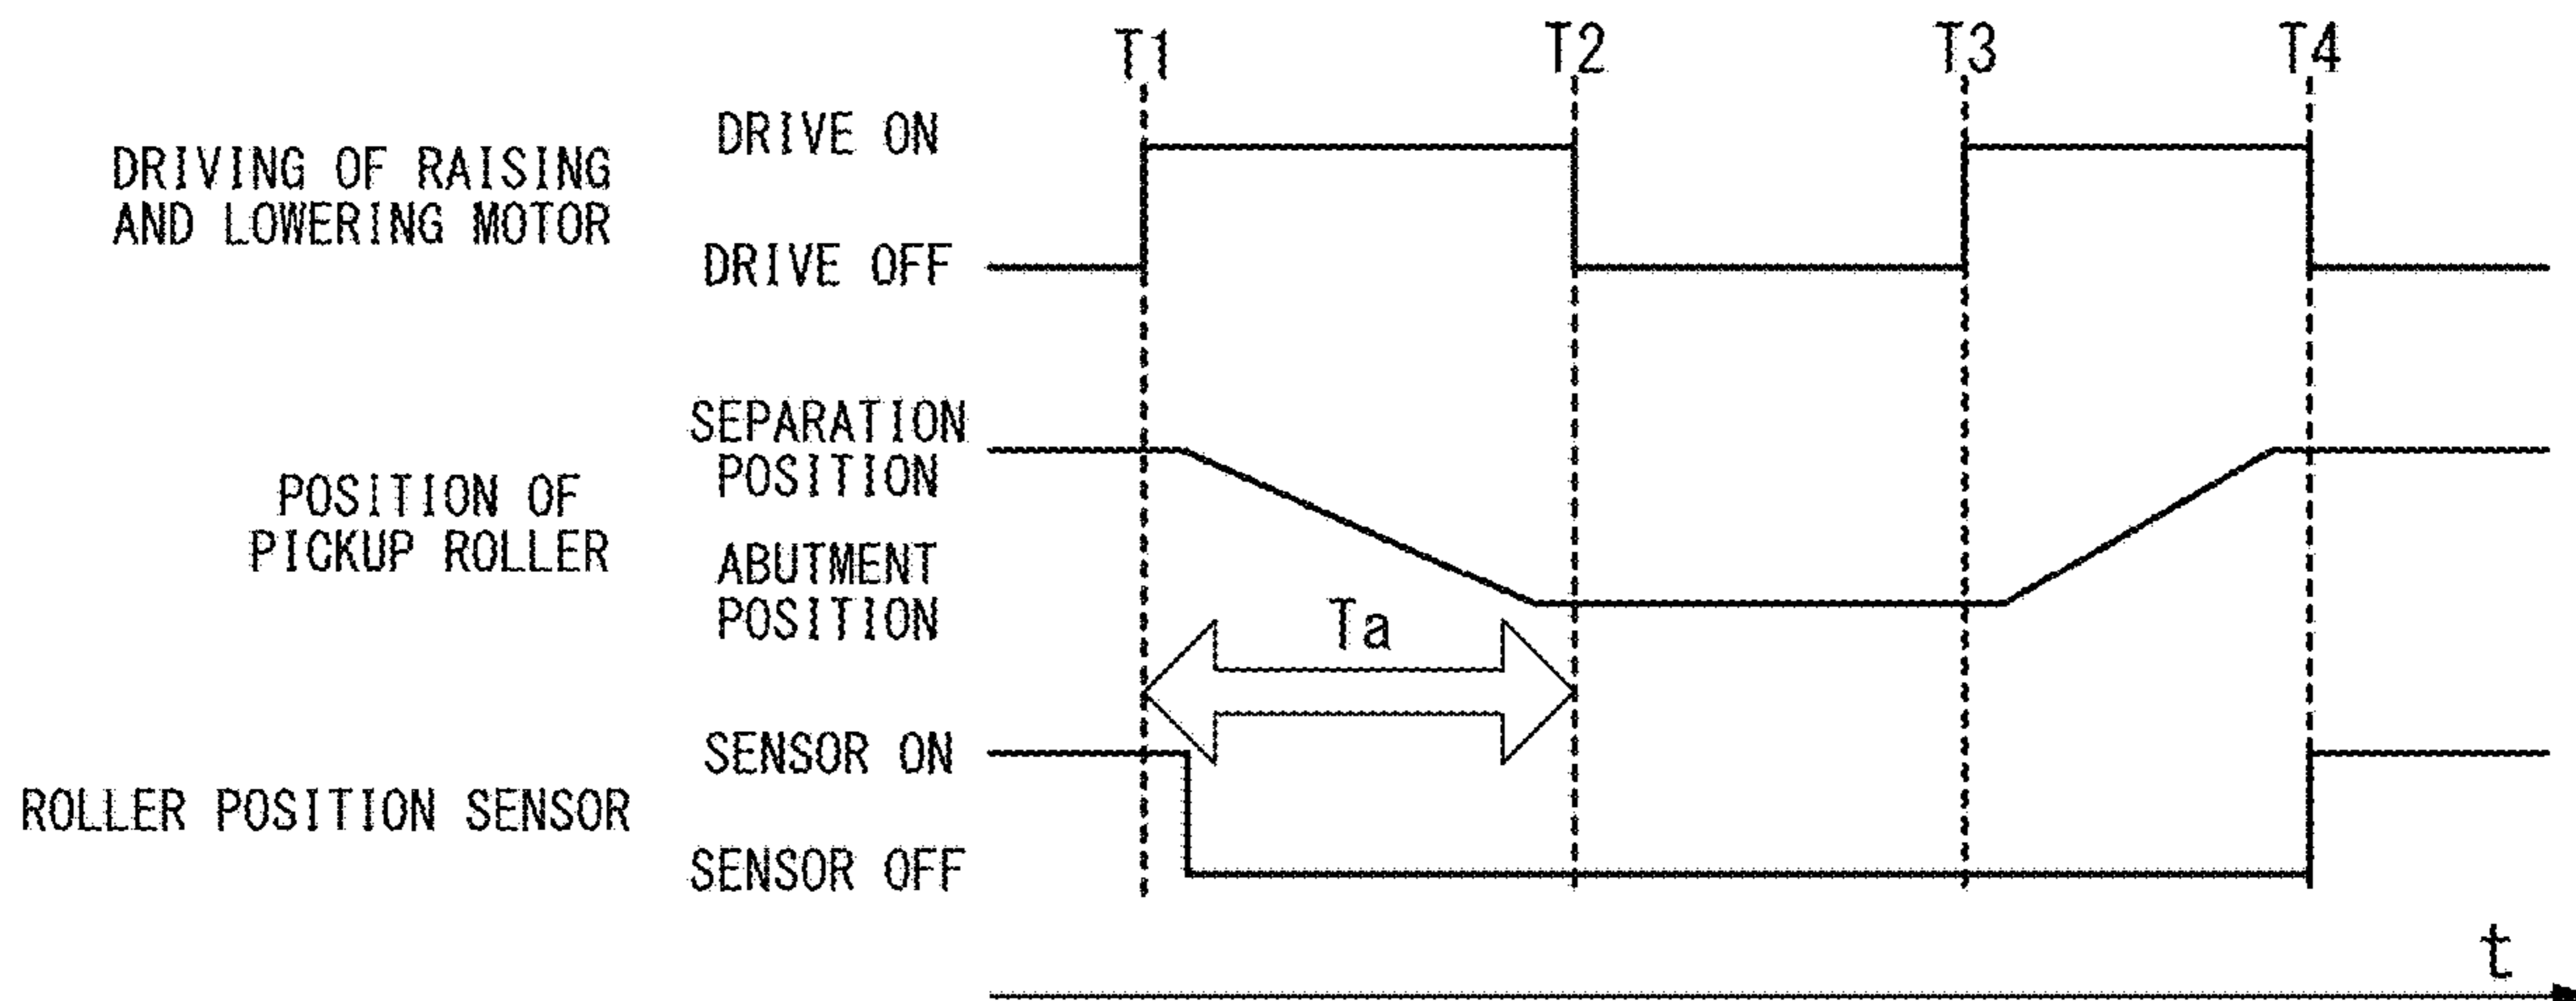 T1 T2 T3 T4
DRIVE ON
DRIVING OF RAISING
AND LOWERING MOTOR
DRIVE OFF
SEPARATION
POSITION
POSITION OF
PICKUP ROLLER
ABUTMENT
POSITION
Ta
SENSOR ON
ROLLER POSITION SENSOR
SENSOR OFF
t